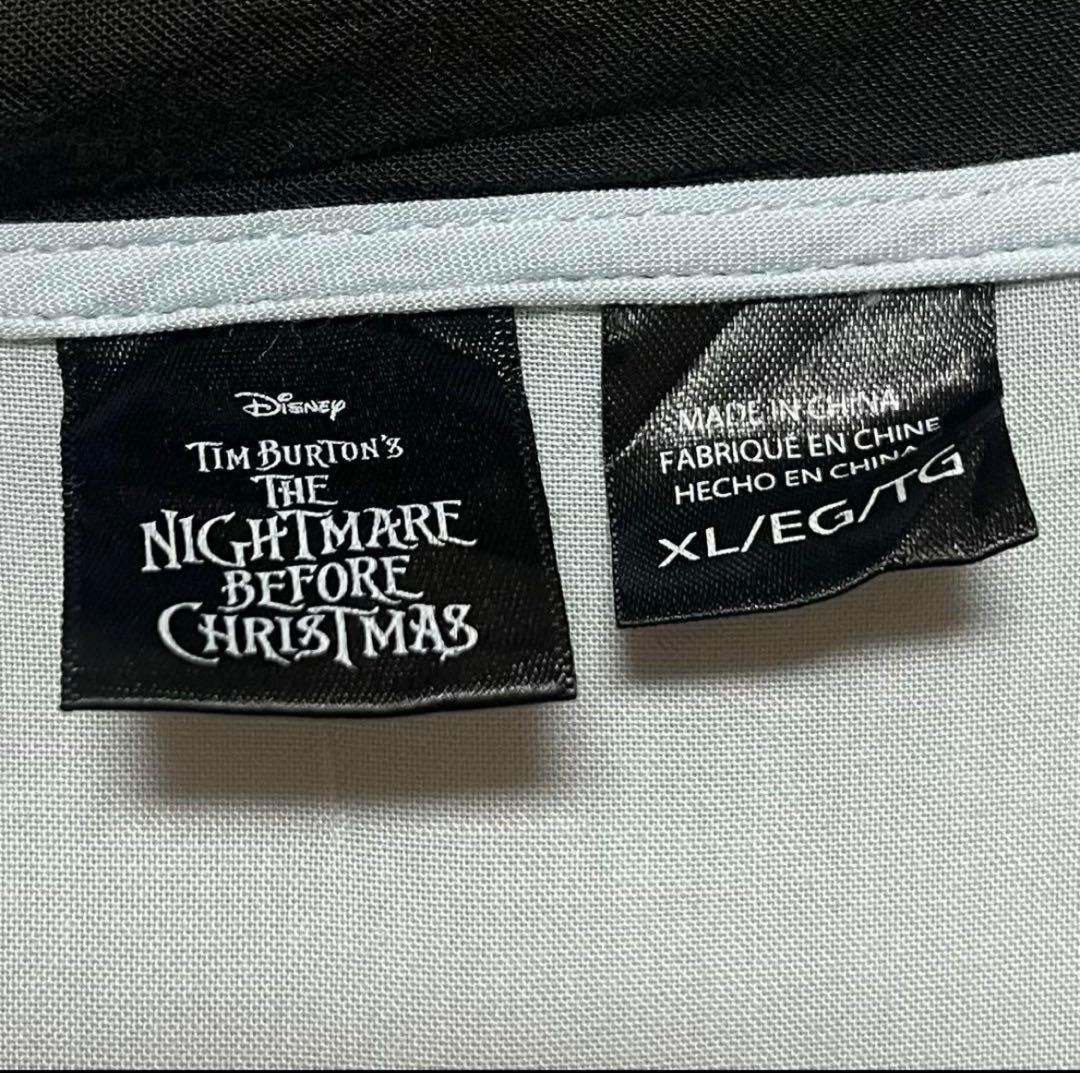 Disney
TIM BURTON'S
THE
NIGHTMARE
BEFORE
CHRISTMAS
MADE IN CHINA
FABRIQUE EN CHINE
HECHO EN CHINA
XL/EG/TG